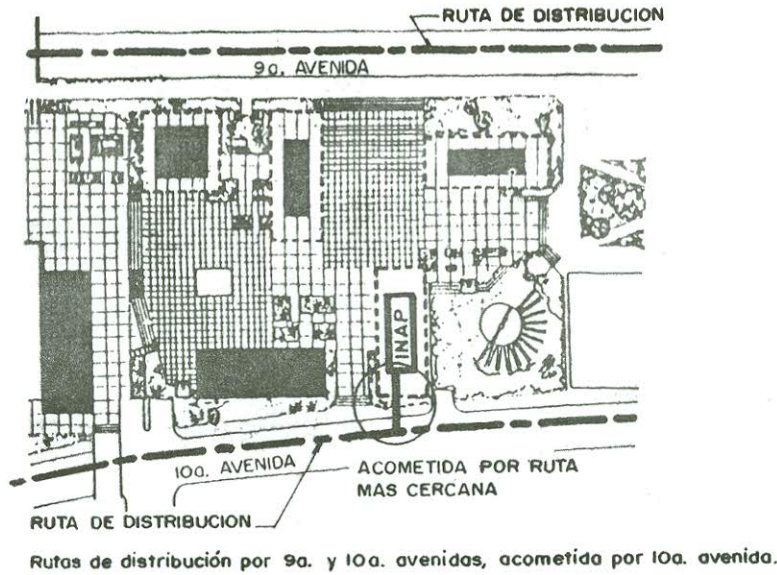 RUTA DE DISTRIBUCION
9a. AVENIDA
INAP
10a. AVENIDA
ACOMETIDA POR RUTA
MAS CERCANA
RUTA DE DISTRIBUCION
Rutas de distribución por 9a. y 10a. avenidas, acometida por 10a. avenida.